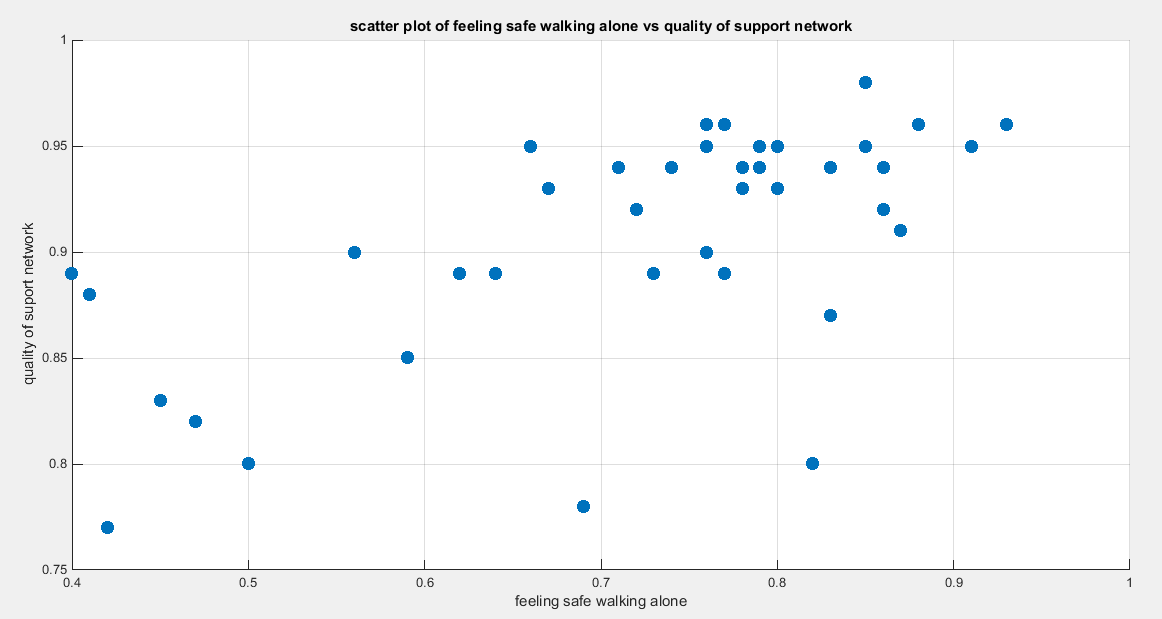 scatter plot of feeling safe walking alone vs quality of support network
1
0.95
0.9
0.85
0.8
0.75
quality of suport network
0.4 0.5 0.6 0.7 0.8 0.9 1
feeling safe walking alone